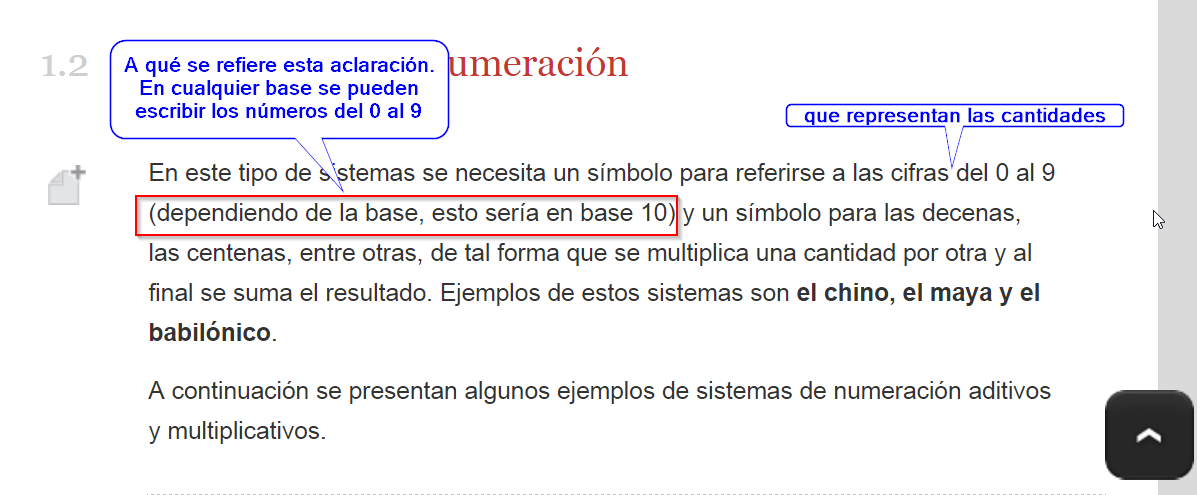 1.2
A qué se refiere esta aclaración.
En cualquier base se pueden
escribir los números del 0 al 9
umeración
que representan las cantidades
En este tipo de sistemas se necesita un símbolo para referirse a las cifras del 0 al 9
(dependiendo de la base, esto sería en base 10) y un símbolo para las decenas,
las centenas, entre otras, de tal forma que se multiplica una cantidad por otra y al
final se suma el resultado. Ejemplos de estos sistemas son el chino, el maya y el
babilónico.
A continuación se presentan algunos ejemplos de sistemas de numeración aditivos
y multiplicativos.